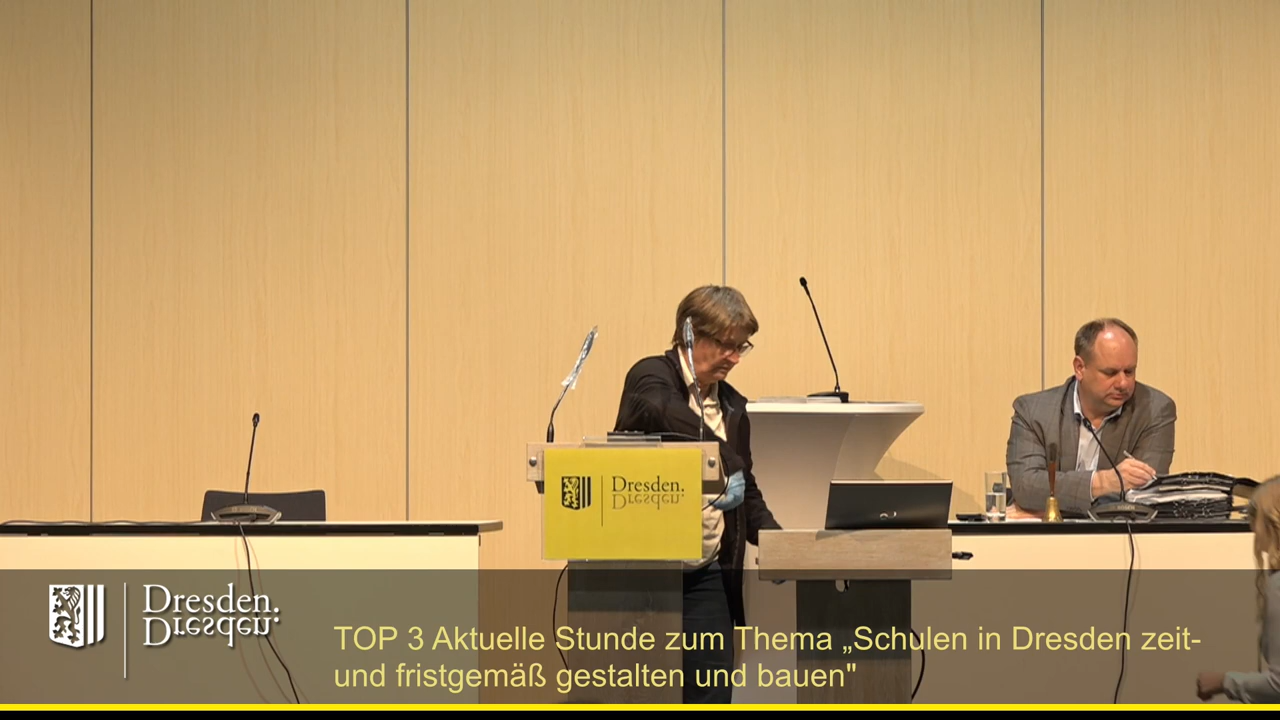 Dresden.
Dresden.
Dresden.
Dresden.
TOP 3 Aktuelle Stunde zum Thema „Schulen in Dresden zeit-
und fristgemäß gestalten und bauen"